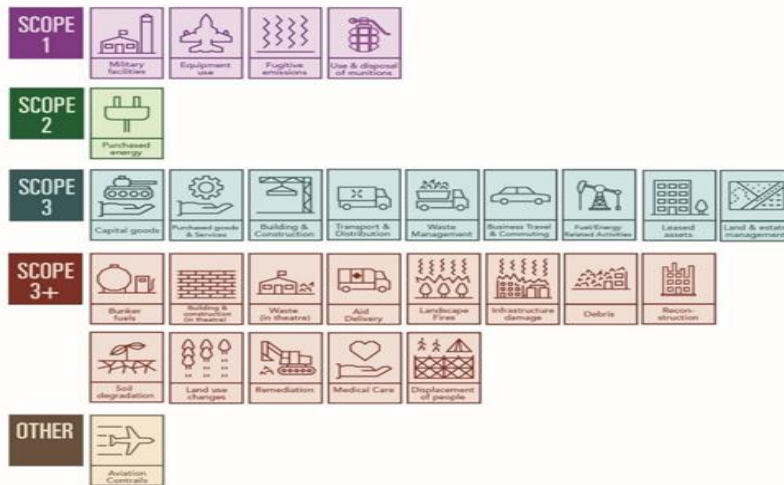 SCOPE
1
Military
facilities
Equipment
use
Fugitive
emissions
Use & disposal
of munitions
SCOPE
2
Purchased
energy
SCOPE
3
Capital goods
Purchased goods
& Services
Building &
Construction
Transport &
Distribution
Waste
Management
Business Travel
& Commuting
Fuel/Energy
Related Activities
Leased
assets
Land & estate
management
SCOPE
3+
Bunker
fuels
Building &
construction
(in theatre)
Waste
(in theatre)
Aid
Delivery
Landscape
Fires
Infrastructure
damage
Debris
Recon-
struction
Soil
degradation
Land use
changes
Remediation
Medical Care
Displacement
of people
OTHER
Aviation
Contrails